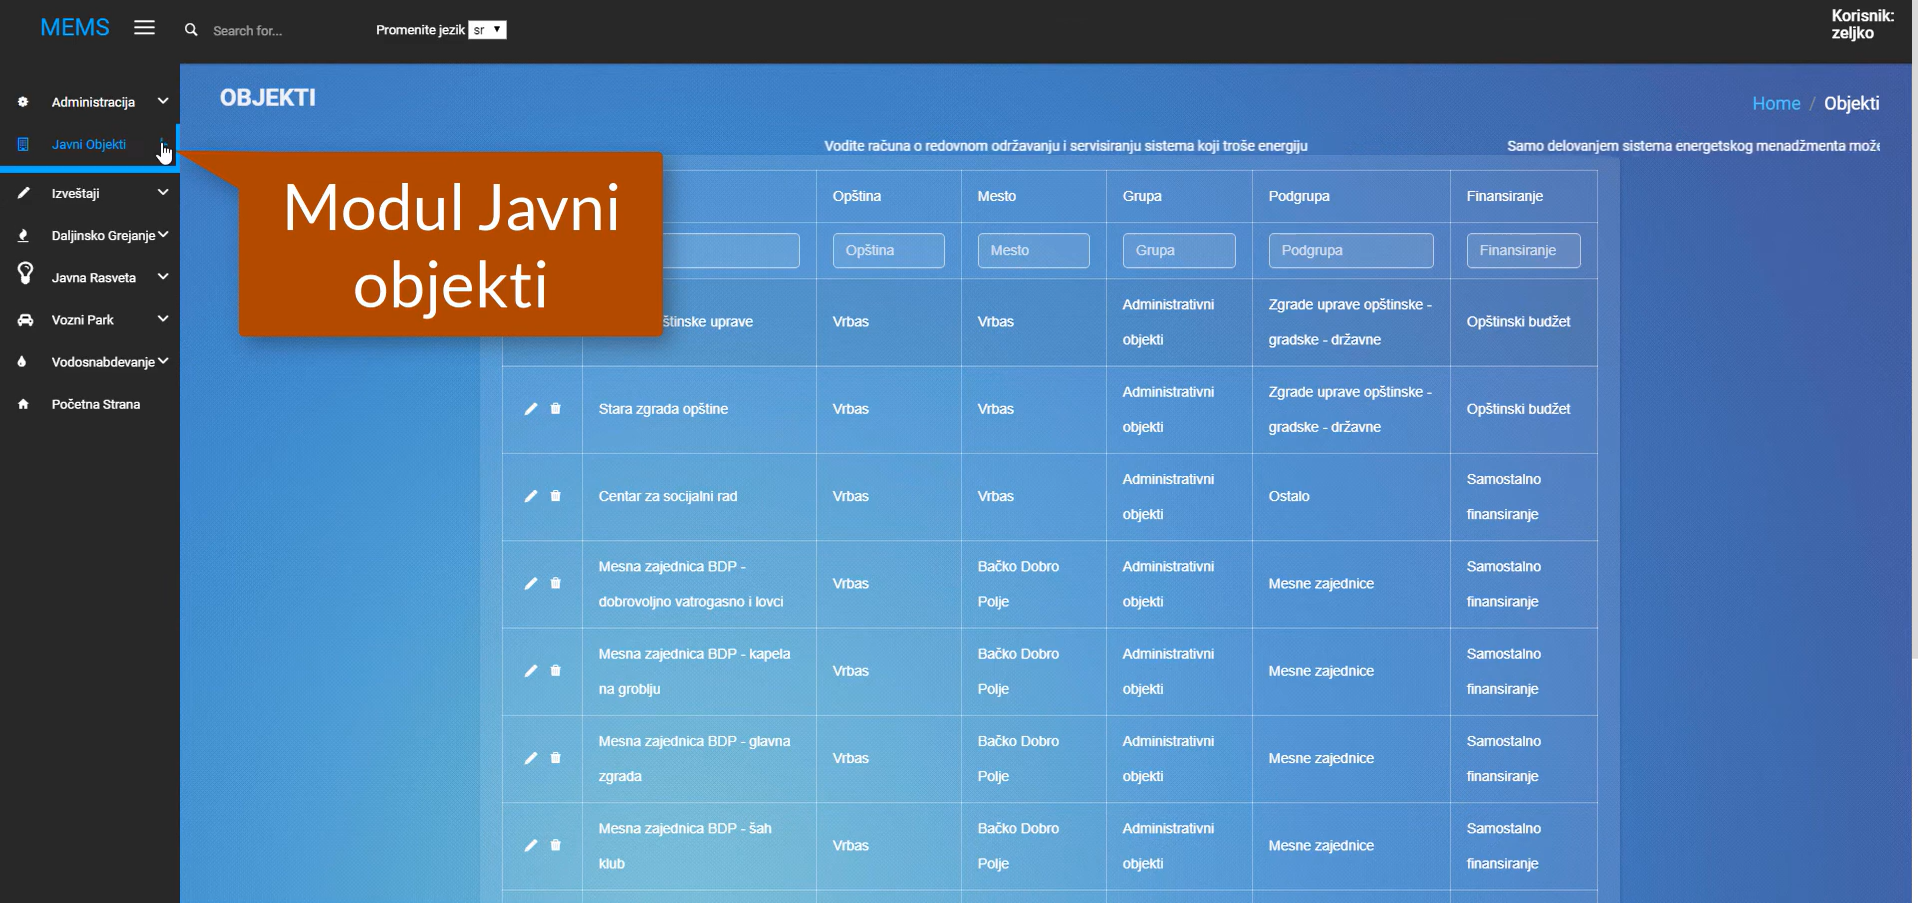 MEMS
Search for...
Promenite jezik sr
Korisnik:
zeljko
Administracija
Javni Objekti
Izveštaji
Daljinsko Grejanje
Javna Rasveta
Vozni Park
Vodosnabdevanje
Početna Strana
OBJEKTI
Home / Objekti
Vodite računa o redovnom održavanju i servisiranju sistema koji troše energiju
Samo delovanjem sistema energetskog menadžmenta može
Modul Javni
objekti
Opština Mesto Grupa Podgrupa Finansiranje
Opština Mesto Grupa Podgrupa Finansiranje
štinske uprave Vrbas Vrbas Administrativni
objekti
Zgrade uprave opštinske -
gradske - državne
Opštinski budžet
Stara zgrada opštine Vrbas Vrbas Administrativni
objekti
Zgrade uprave opštinske -
gradske - državne
Opštinski budžet
Centar za socijalni rad Vrbas Vrbas Administrativni
objekti
Ostalo
Samostalno
finansiranje
Mesna zajednica BDP -
dobrovoljno vatrogasno i lovci
Vrbas
Bačko Dobro
Polje
Administrativni
objekti
Mesne zajednice
Samostalno
finansiranje
Mesna zajednica BDP - kapela
na groblju
Vrbas
Bačko Dobro
Polje
Administrativni
objekti
Mesne zajednice
Samostalno
finansiranje
Mesna zajednica BDP - glavna
zgrada
Vrbas
Bačko Dobro
Polje
Administrativni
objekti
Mesne zajednice
Samostalno
finansiranje
Mesna zajednica BDP - šah
klub
Vrbas
Bačko Dobro
Polje
Administrativni
objekti
Mesne zajednice
Samostalno
finansiranje